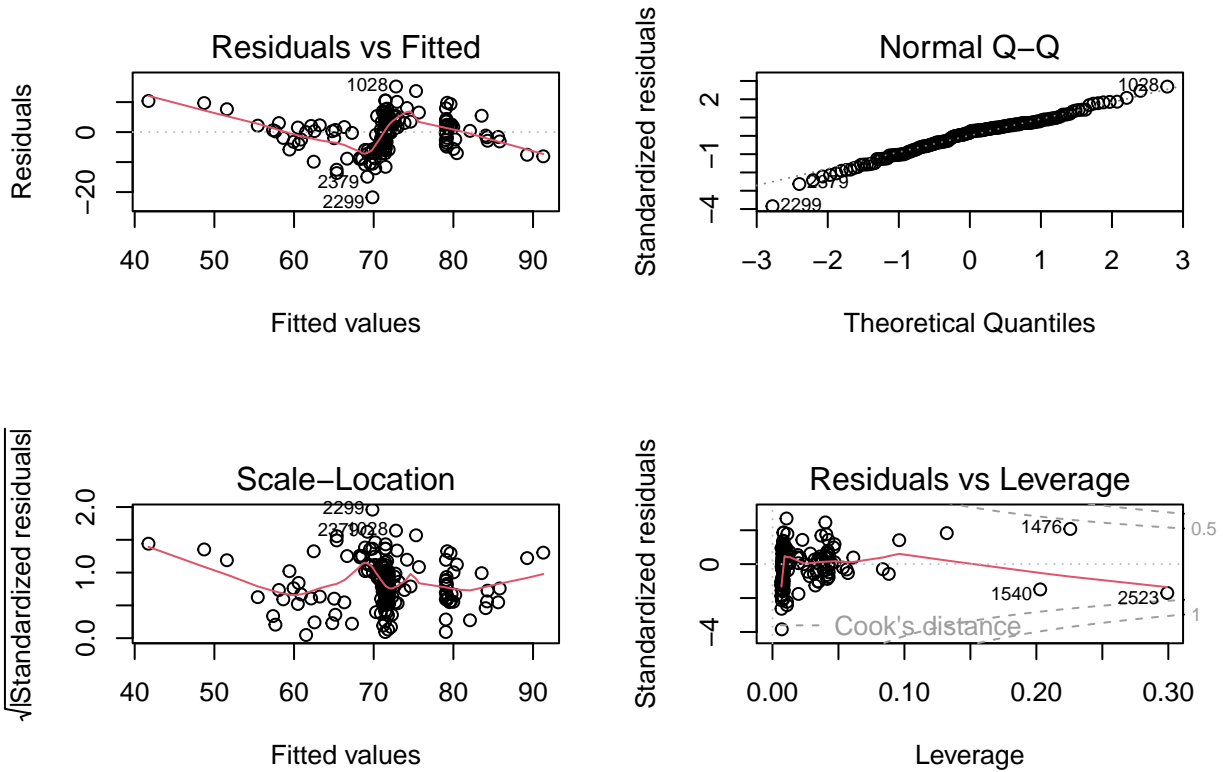 Residuals vs Fitted
Residuals
0
−20
1028
2379
2299
40 50 60 70 80 90
Fitted values
Normal Q−Q
Standardized residuals
2
−1
−4
1028
2379
2299
−3 −2 −1 0 1 2 3
Theoretical Quantiles
Scale−Location
√|Standardized residuals|
2.0
1.0
0.0
2299
2379
1028
40 50 60 70 80 90
Fitted values
Residuals vs Leverage
Standardized residuals
0
−4
1476
1540
2523
0.5
1
Cook's distance
0.00 0.10 0.20 0.30
Leverage